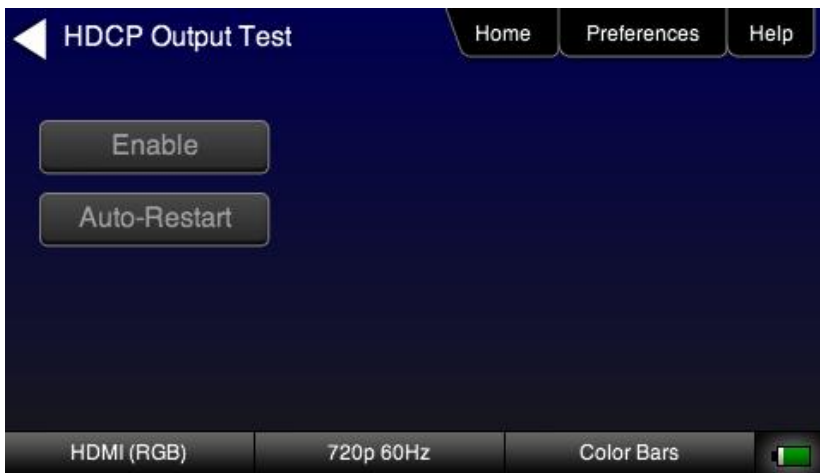 HDCP Output Test
Home
Preferences
Help
Enable
Auto-Restart
HDMI (RGB)
720p 60Hz
Color Bars